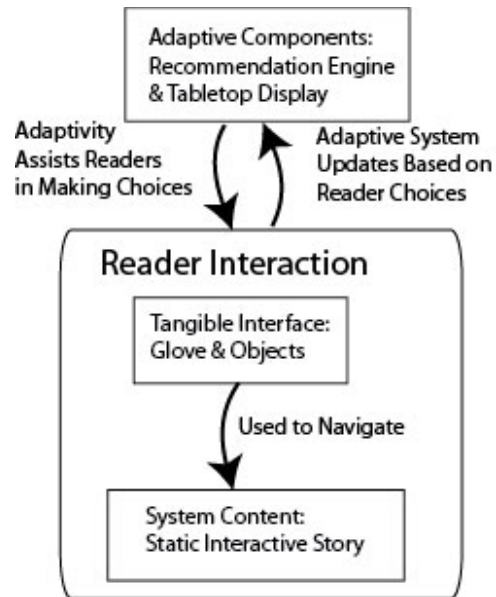 Adaptive Components:
Recommendation Engine
& Tabletop Display
Adaptivity
Assists Readers
in Making Choices
Adaptive System
Updates Based on
Reader Choices
Reader Interaction
Tangible Interface:
Glove & Objects
Used to Navigate
System Content:
Static Interactive Story